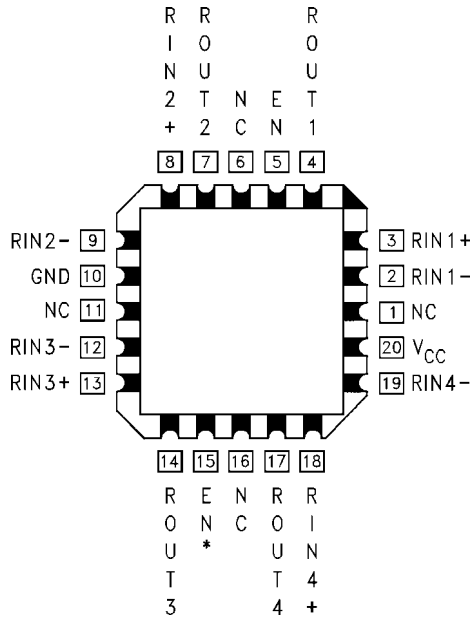 RIN2+
ROUT2
NC
EN
ROUT1
8
7
6
5
4
RIN2- 9
GND 10
NC 11
RIN3- 12
RIN3+ 13
3 RIN1+
2 RIN1-
1 NC
20 VCC
19 RIN4-
14
15
16
17
18
ROUT3
EN*
NC
ROUT4
RIN4+